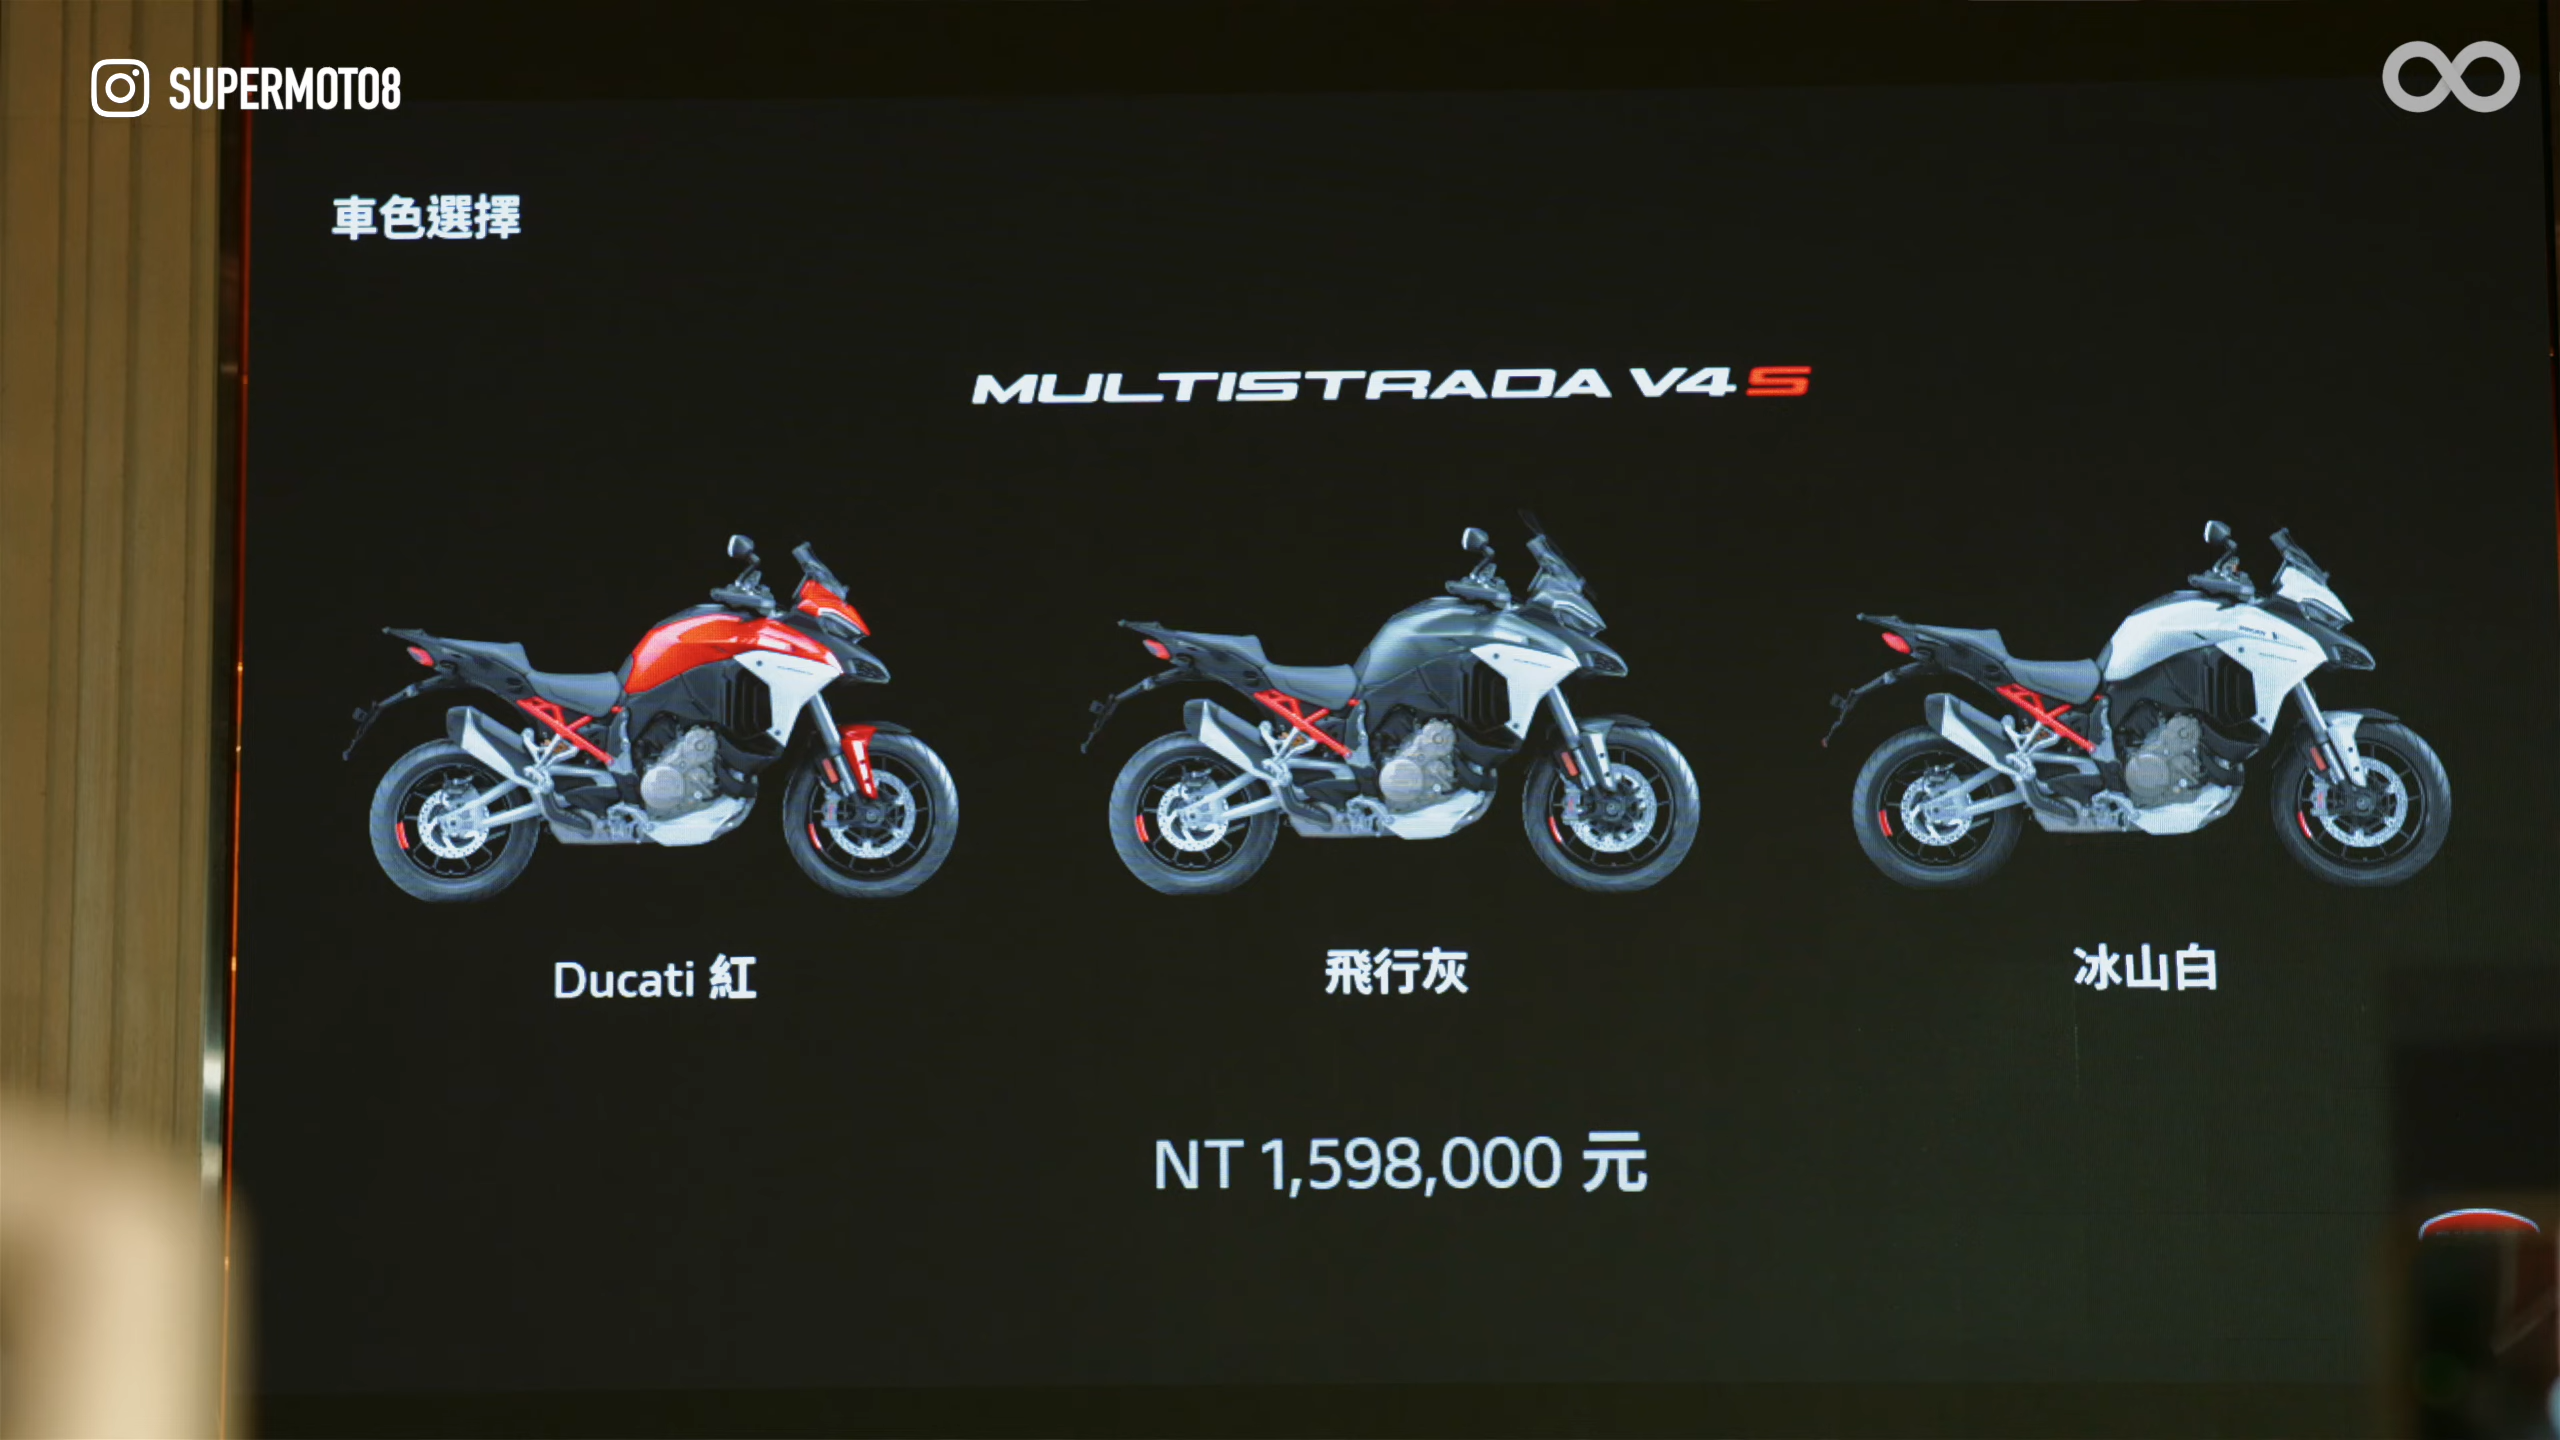 SUPERMOTO8
車色選擇
MULTISTRADA V4 S
Ducati 紅
飛行灰
冰山白
NT 1,598,000 元